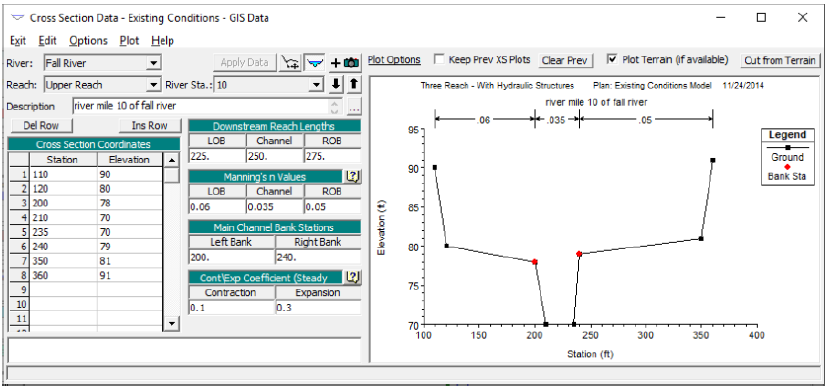 Cross Section Data - Existing Conditions - GIS Data
Exit Edit Options Plot Help
River: Fall River Apply Data
Reach: Upper Reach River Sta.: 10
Description river mile 10 of fall river ...
Del Row Ins Row
Cross Section Coordinates
Station Elevation
1 110 90
2 120 80
3 200 78
4 210 70
5 235 70
6 240 79
7 350 81
8 360 91
9
10
11
Downstream Reach Lengths
LOB Channel ROB
225. 250. 275.
Manning's n Values ?
LOB Channel ROB
0.06 0.035 0.05
Main Channel Bank Stations
Left Bank Right Bank
200. 240.
Cont\Exp Coefficient (Steady ?
Contraction Expansion
0.1 0.3
Plot Options Keep Prev XS Plots Clear Prev Plot Terrain (if available) Cut from Terrain
Three Reach - With Hydraulic Structures Plan: Existing Conditions Model 11/24/2014
river mile 10 of fall river
.06 .035 .05
95
90
85
80
75
70
Elevation (ft)
100 150 200 250 300 350 400
Station (ft)
Legend
Ground
Bank Sta